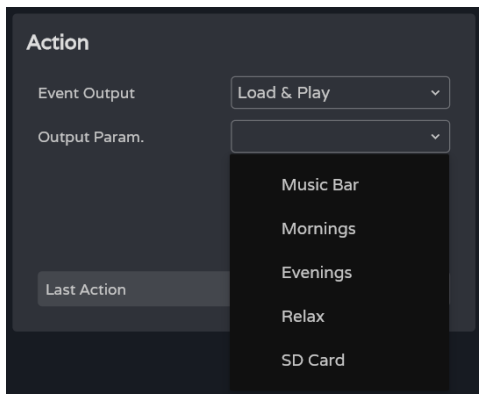 Action
Event Output
Load & Play
Output Param.
Music Bar
Mornings
Evenings
Last Action
Relax
SD Card